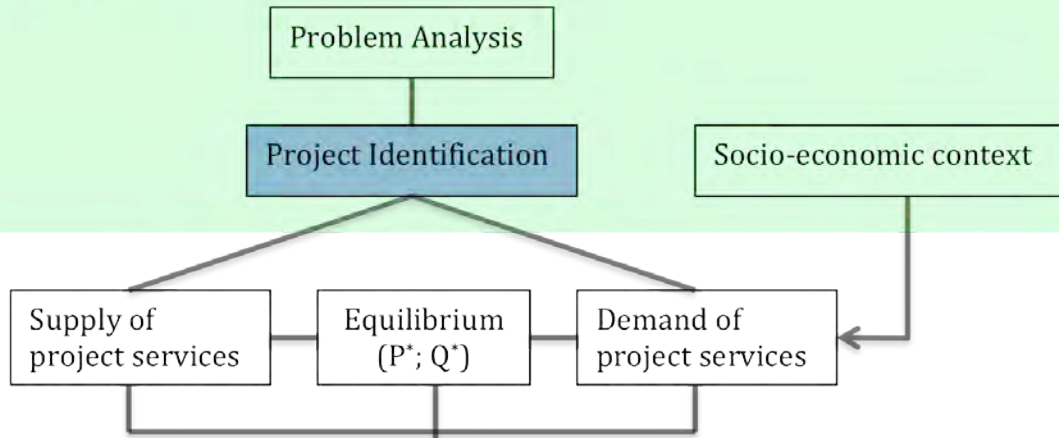 Problem Analysis
Project Identification
Socio-economic context
Supply of
project services
Equilibrium
(P*; Q*)
Demand of
project services